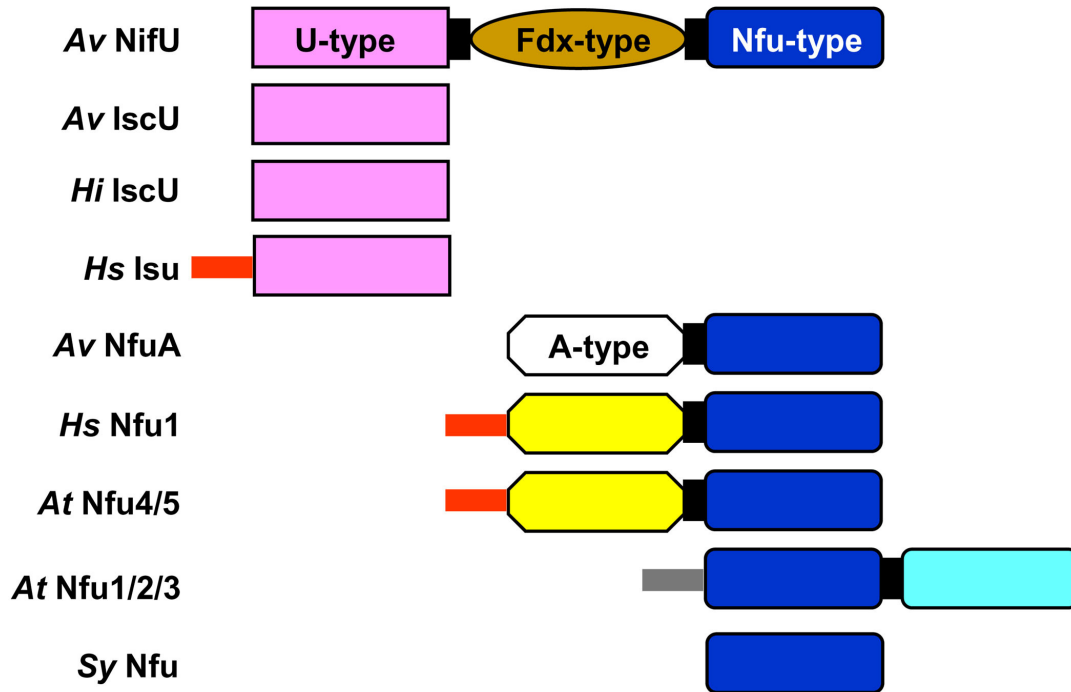 Av NifU U-type Fdx-type Nfu-type
Av IscU
Hi IscU
Hs Isu
Av NfuA A-type
Hs Nfu1
At Nfu4/5
At Nfu1/2/3
Sy Nfu